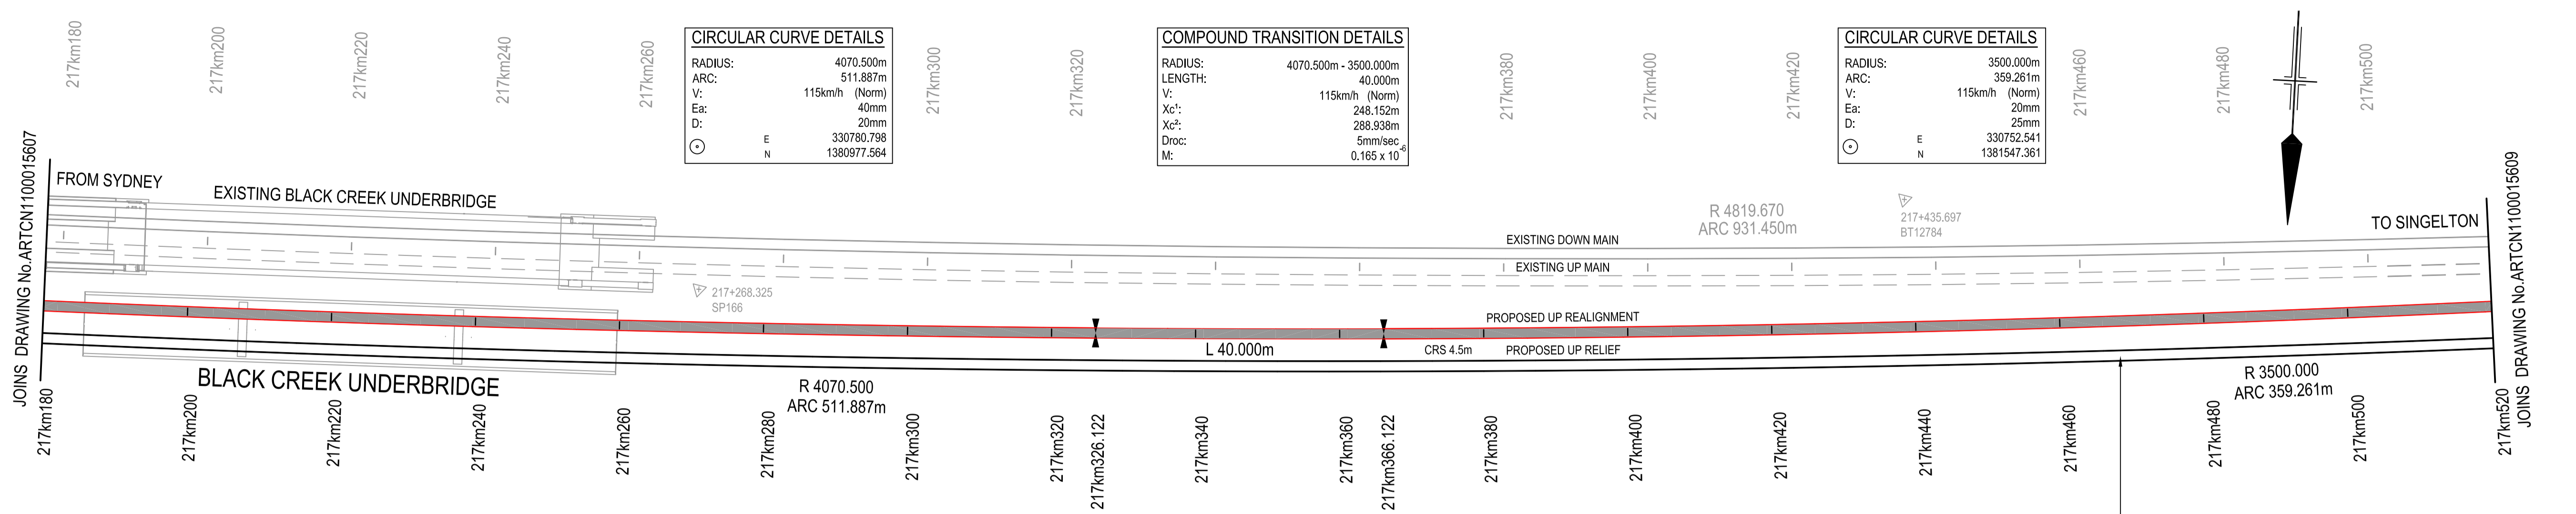 217km180
217km200
217km220
217km240
217km260
217km300
217km320
217km380
217km400
217km420
217km460
217km480
217km500
CIRCULAR CURVE DETAILS
RADIUS: 4070.500m
ARC: 511.887m
V: 115km/h (Norm)
Ea: 40mm
D: 20mm
E 330780.798
N 1380977.564
COMPOUND TRANSITION DETAILS
RADIUS: 4070.500m - 3500.000m
LENGTH: 40.000m
V: 115km/h (Norm)
Xc¹: 248.152m
Xc²: 288.938m
Droc: 5mm/sec
M: 0.165 x 10⁻⁶
CIRCULAR CURVE DETAILS
RADIUS: 3500.000m
ARC: 359.261m
V: 115km/h (Norm)
Ea: 20mm
D: 25mm
E 330752.541
N 1381547.361
JOINS DRAWING No.ARTCN1100015607
FROM SYDNEY
EXISTING BLACK CREEK UNDERBRIDGE
R 4819.670
ARC 931.450m
217+435.697
BT12784
TO SINGELTON
JOINS DRAWING No.ARTCN1100015609
EXISTING DOWN MAIN
EXISTING UP MAIN
217+268.325
SP166
PROPOSED UP REALIGNMENT
L 40.000m
CRS 4.5m
PROPOSED UP RELIEF
BLACK CREEK UNDERBRIDGE
R 4070.500
ARC 511.887m
R 3500.000
ARC 359.261m
217km180
217km200
217km220
217km240
217km260
217km280
217km300
217km320
217km326.122
217km340
217km360
217km366.122
217km380
217km400
217km420
217km440
217km460
217km480
217km500
217km520